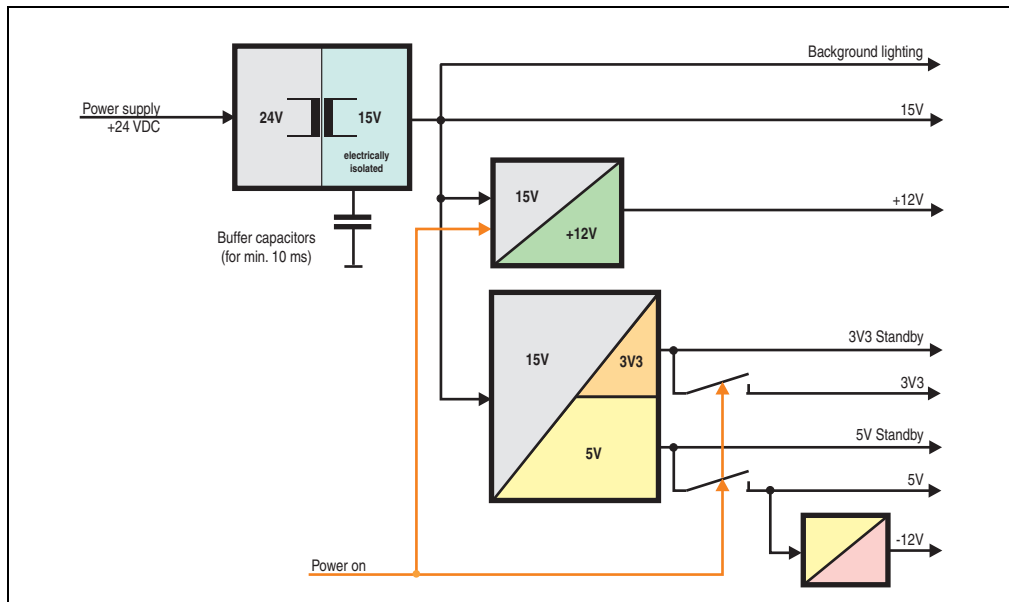 Background lighting
Power supply
+24 VDC
24V
15V
electrically
isolated
15V
Buffer capacitors
(for min. 10 ms)
15V
+12V
+12V
15V
3V3
5V
3V3 Standby
3V3
5V Standby
5V
-12V
Power on